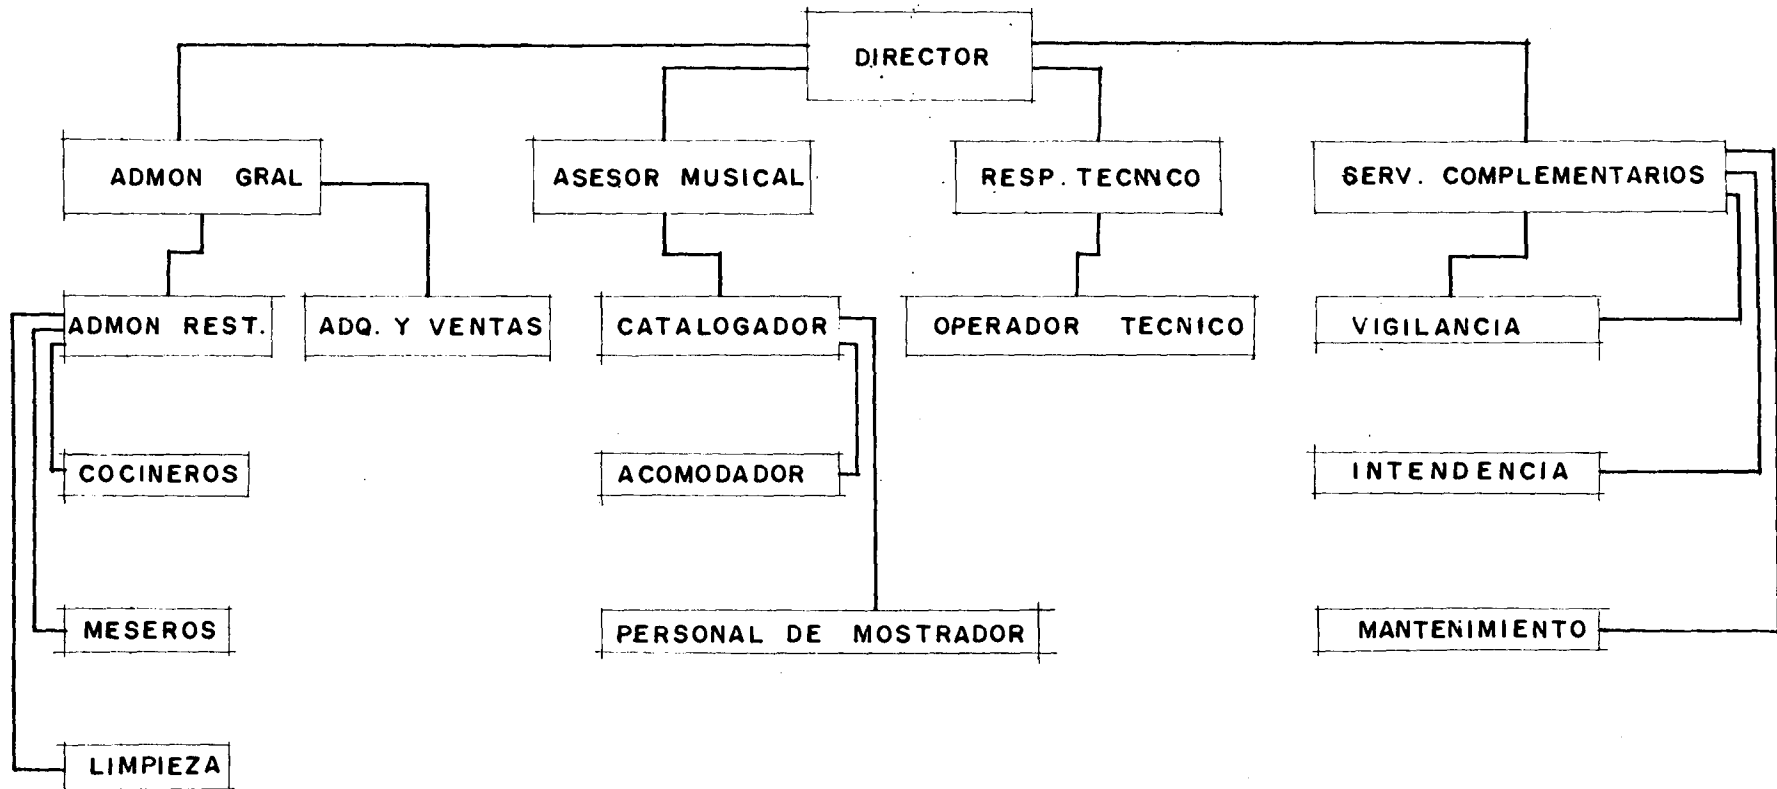 DIRECTOR
ADMON GRAL
ASESOR MUSICAL
RESP. TECNNCO
SERV. COMPLEMENTARIOS
ADMON REST.
ADQ. Y VENTAS
CATALOGADOR
OPERADOR TECNICO
VIGILANCIA
COCINEROS
ACOMODADOR
INTENDENCIA
MESEROS
PERSONAL DE MOSTRADOR
MANTENIMIENTO
LIMPIEZA